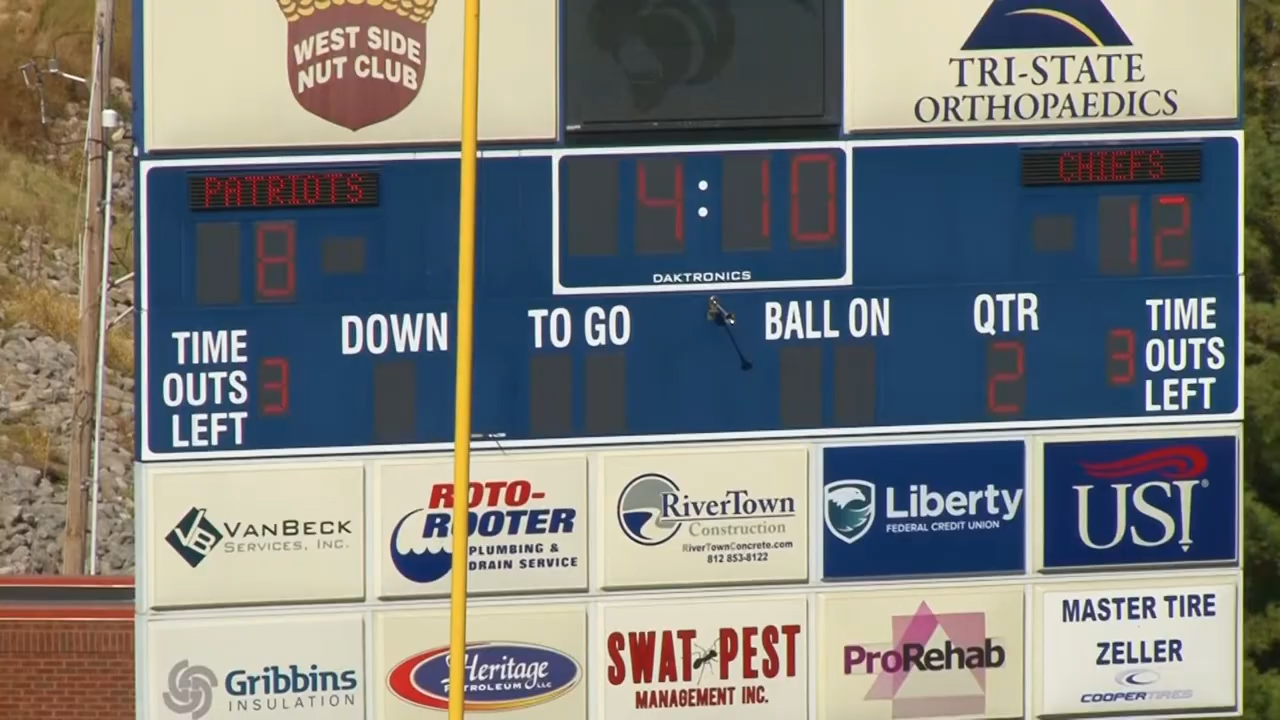 WEST SIDE
NUT CLUB
TRI-STATE
ORTHOPAEDICS
PATRIOTS
4:10
CHIEFS
8
12
DAKTRONICS
TIME
OUTS
LEFT
3
DOWN
TO GO
BALL ON
QTR
2
3
TIME
OUTS
LEFT
VB
VANBECK
SERVICES, INC.
ROTO-
ROOTER
PLUMBING &
DRAIN SERVICE
RiverTown
Construction
RiverTownConcrete.com
812 853-8122
Liberty
FEDERAL CREDIT UNION
USI
Gribbins
INSULATION
Heritage
PETROLEUM LLC
SWAT PEST
MANAGEMENT INC.
ProRehab
MASTER TIRE
ZELLER
COOPERTIRES